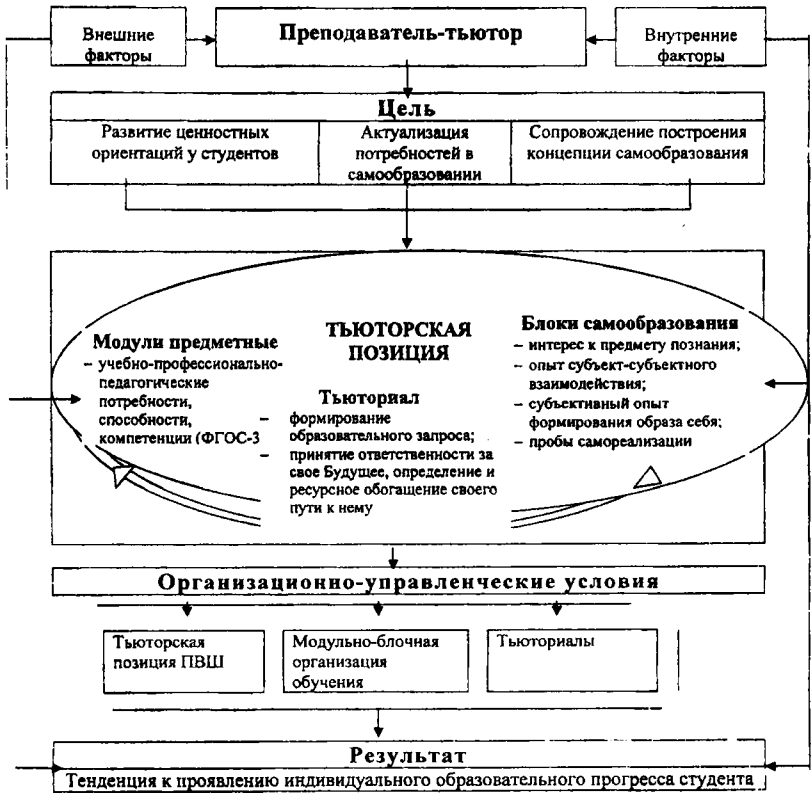 Внешние
факторы
Преподаватель-тьютор
Внутренние
факторы
Цель
Развитие ценностных
ориентаций у студентов
Актуализация
потребностей в
самообразовании
Сопровождение построения
концепции самообразования
Модули предметные
– учебно-профессионально-
педагогические
потребности,
способности,
компетенции (ФГОС-3
ТЬЮТОРСКАЯ
ПОЗИЦИЯ
Тьюториал
– формирование
образовательного запроса;
– принятие ответственности за
свое Будущее, определение и
ресурсное обогащение своего
пути к нему
Блоки самообразования
– интерес к предмету познания;
– опыт субъект-субъектного
взаимодействия;
– субъективный опыт
формирования образа себя;
– пробы самореализации
Организационно-управленческие условия
Тьюторская
позиция ПВШ
Модульно-блочная
организация
обучения
Тьюториалы
Результат
Тенденция к проявлению индивидуального образовательного прогресса студента